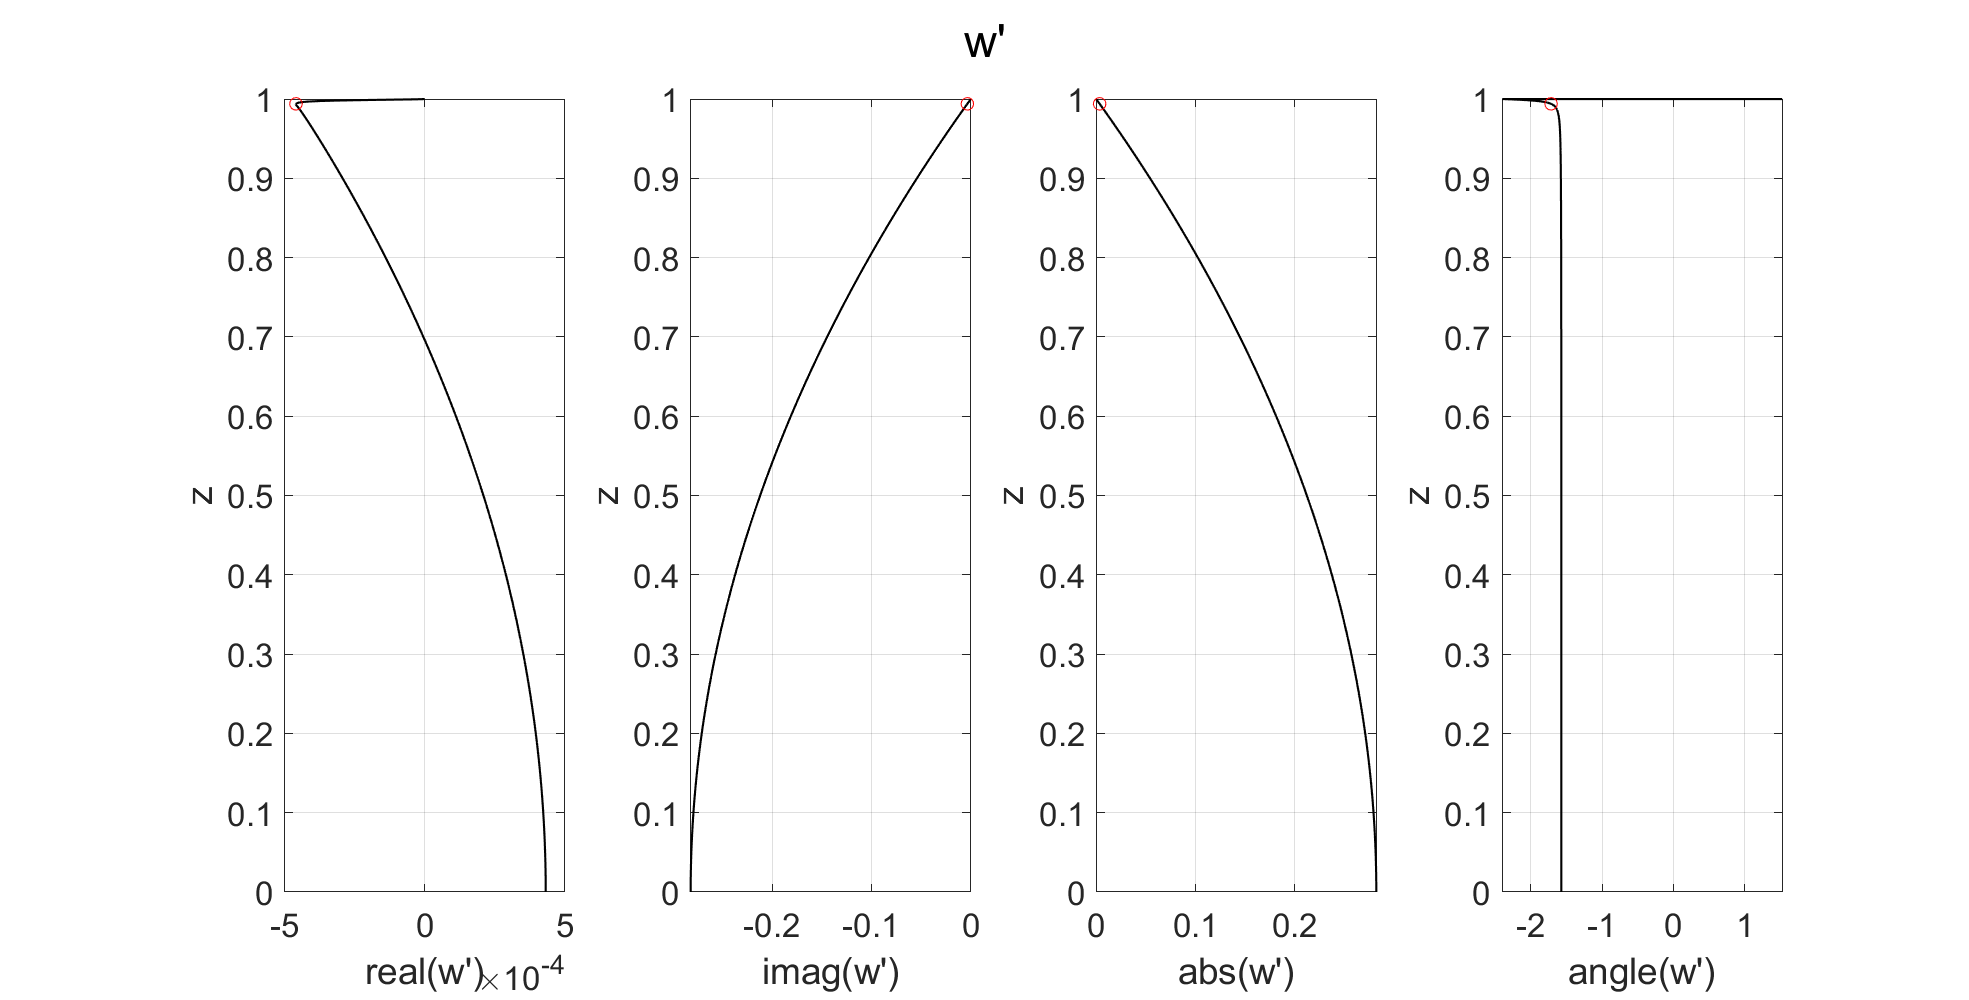 w'
1 1 1 1
0.9 0.9 0.9 0.9
0.8 0.8 0.8 0.8
0.7 0.7 0.7 0.7
0.6 0.6 0.6 0.6
z 0.5 z 0.5 z 0.5 z 0.5
0.4 0.4 0.4 0.4
0.3 0.3 0.3 0.3
0.2 0.2 0.2 0.2
0.1 0.1 0.1 0.1
0 0 0 0
-5 0 5 -0.2 -0.1 0 0 0.1 0.2 -2 -1 0 1
real(w') ×10⁻⁴ imag(w') abs(w') angle(w')